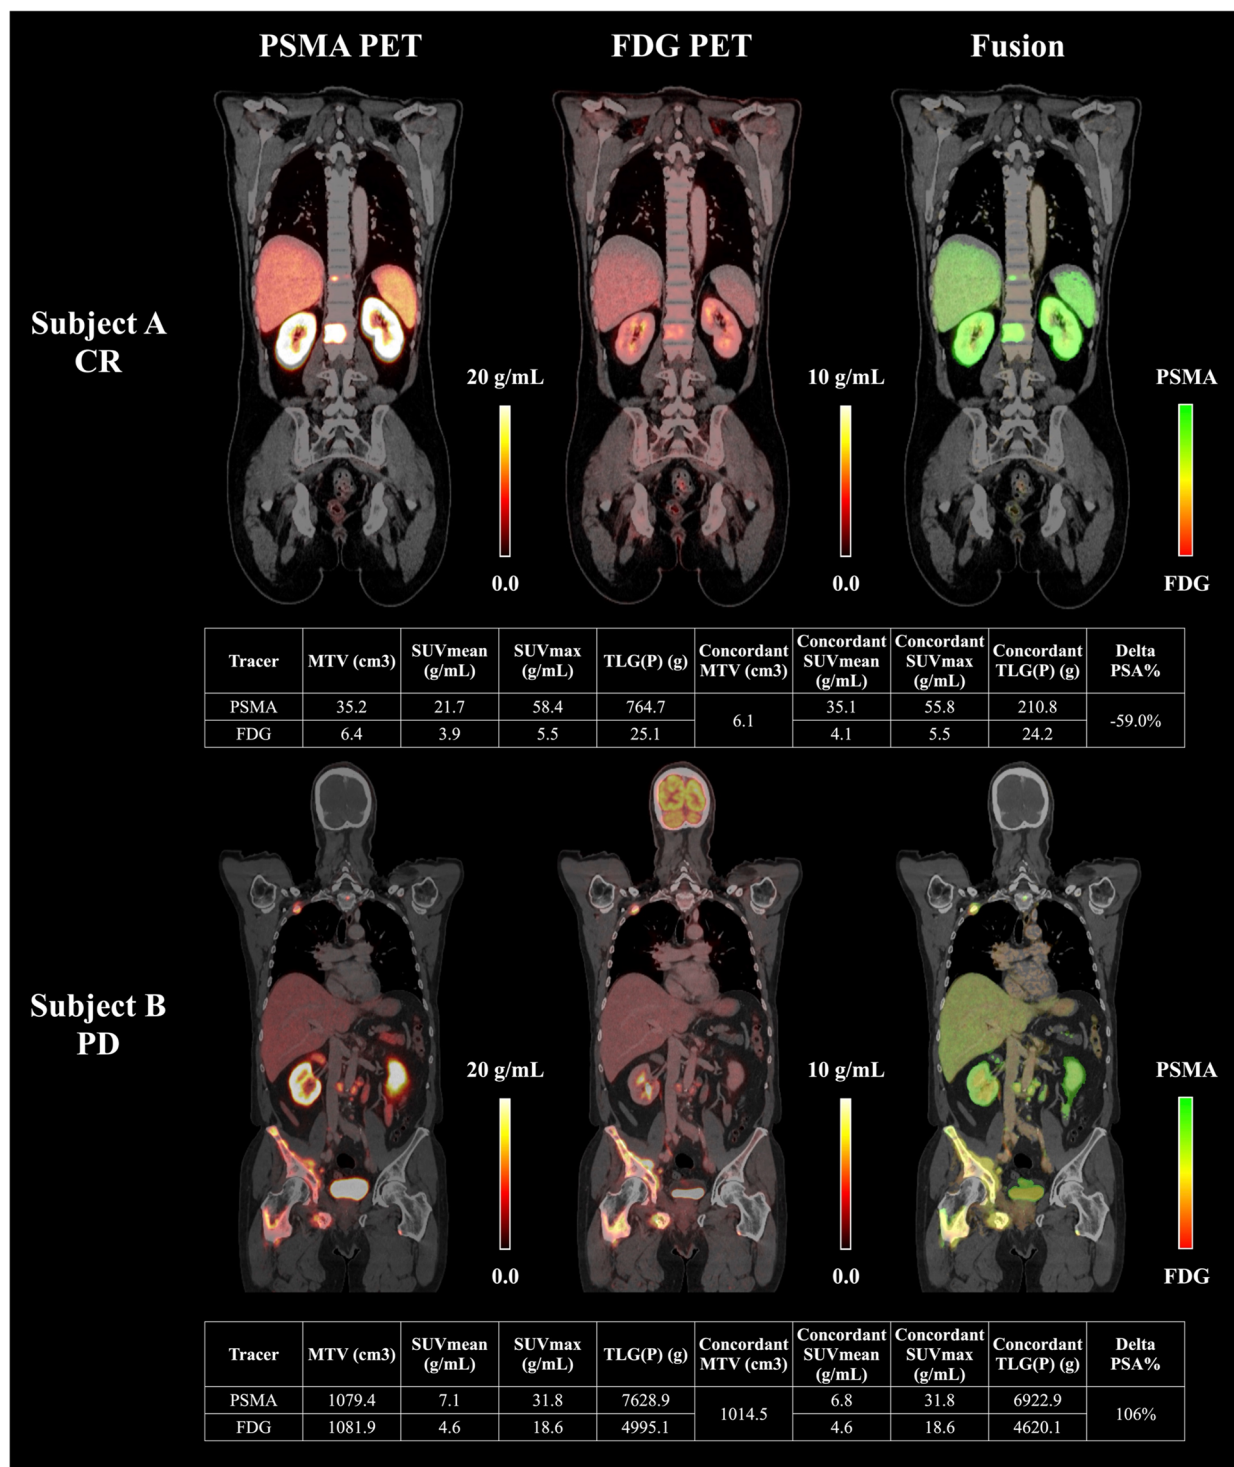 PSMA PET FDG PET Fusion
Subject A
CR
20 g/mL 10 g/mL PSMA
0.0 0.0 FDG
Tracer MTV (cm3) SUVmean (g/mL) SUVmax (g/mL) TLG(P) (g) Concordant MTV (cm3) Concordant SUVmean (g/mL) Concordant SUVmax (g/mL) Concordant TLG(P) (g) Delta PSA%
PSMA 35.2 21.7 58.4 764.7 6.1 35.1 55.8 210.8 -59.0%
FDG 6.4 3.9 5.5 25.1 4.1 5.5 24.2
Subject B
PD
20 g/mL 10 g/mL PSMA
0.0 0.0 FDG
Tracer MTV (cm3) SUVmean (g/mL) SUVmax (g/mL) TLG(P) (g) Concordant MTV (cm3) Concordant SUVmean (g/mL) Concordant SUVmax (g/mL) Concordant TLG(P) (g) Delta PSA%
PSMA 1079.4 7.1 31.8 7628.9 1014.5 6.8 31.8 6922.9 106%
FDG 1081.9 4.6 18.6 4995.1 4.6 18.6 4620.1